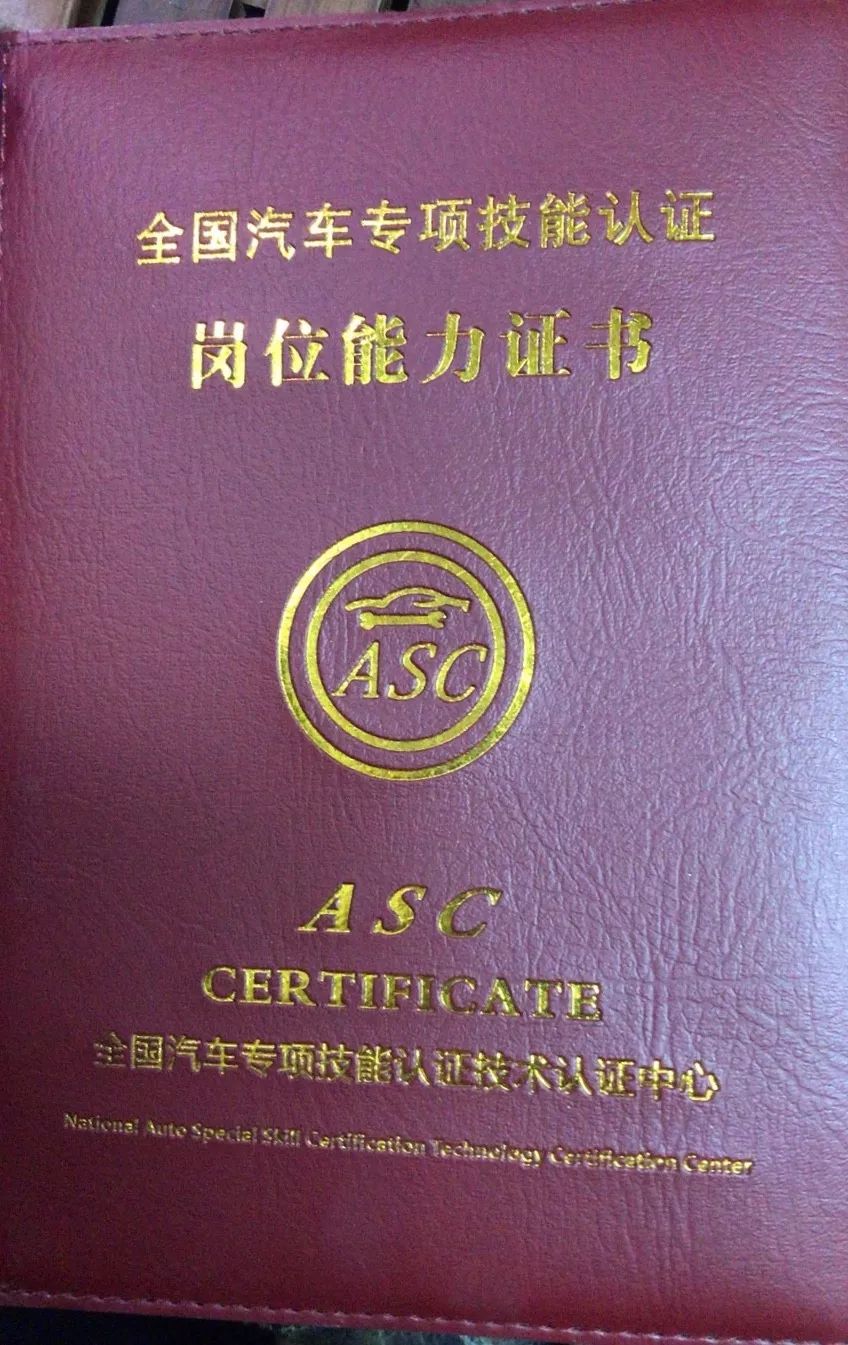 全国汽车专项技能认证
岗位能力证书
ASC
ASC
CERTIFICATE
全国汽车专项技能认证技术认证中心
National Auto Special Skill Certification Technology Certification Center